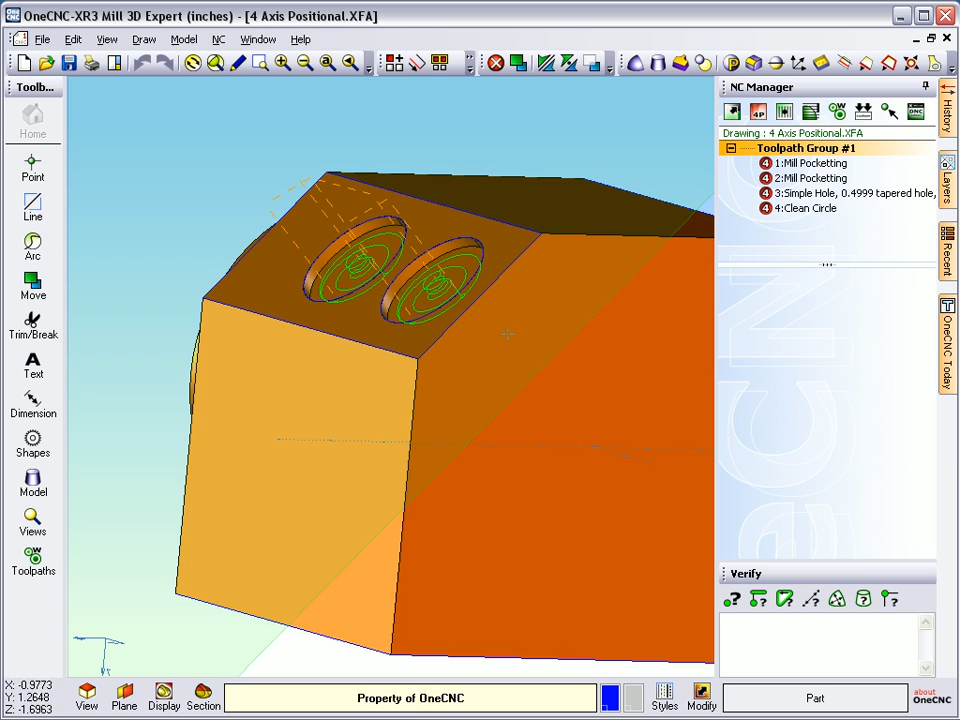 OneCNC-XR3 Mill 3D Expert (inches) - [4 Axis Positional.XFA]
File Edit View Draw Model NC Window Help
Toolb...
Home
Point
Line
Arc
Move
Trim/Break
Text
Dimension
Shapes
Model
Views
Toolpaths
NC Manager
Drawing : 4 Axis Positional.XFA
Toolpath Group #1
4 1:Mill Pocketting
4 2:Mill Pocketting
4 3:Simple Hole, 0.4999 tapered hole,
4 4:Clean Circle
History
Layers
Recent
OneCNC Today
Verify
X: -0.9773
Y: 1.2648
Z: -1.6963
View Plane Display Section
Property of OneCNC
Styles Modify
Part
about
OneCNC